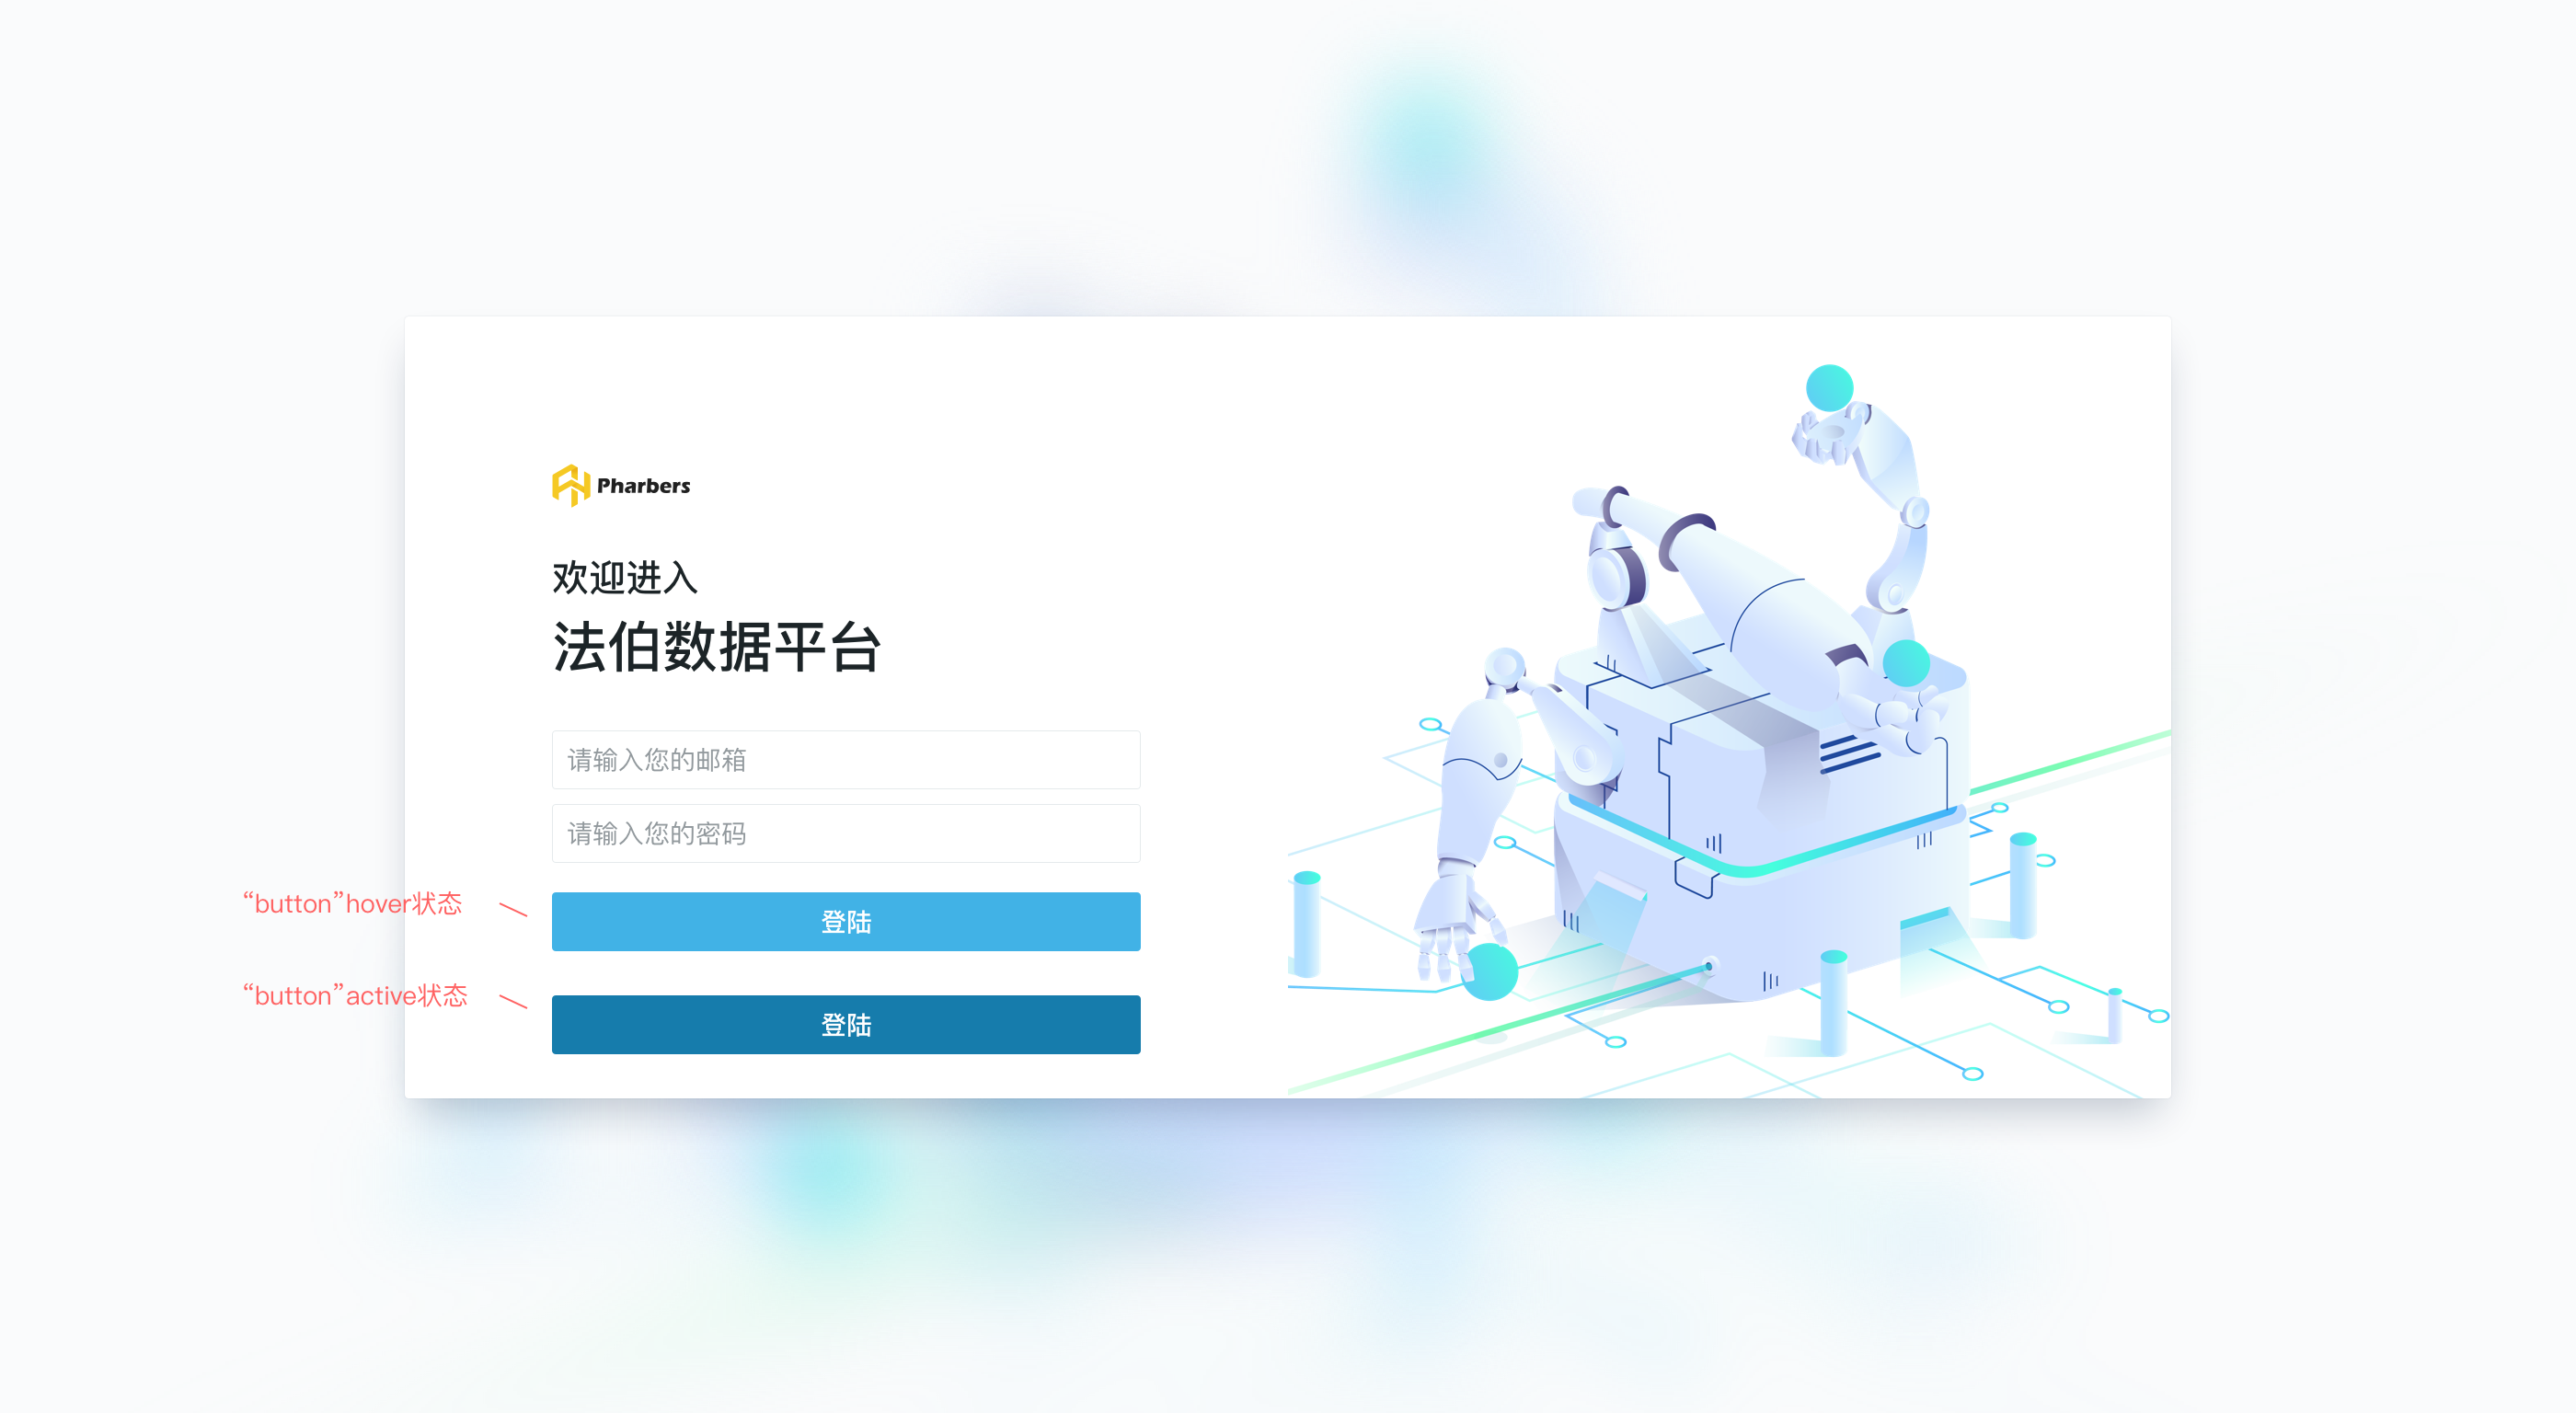 Pharbers
欢迎进入
法伯数据平台
请输入您的邮箱
请输入您的密码
“button”hover状态
登陆
“button”active状态
登陆